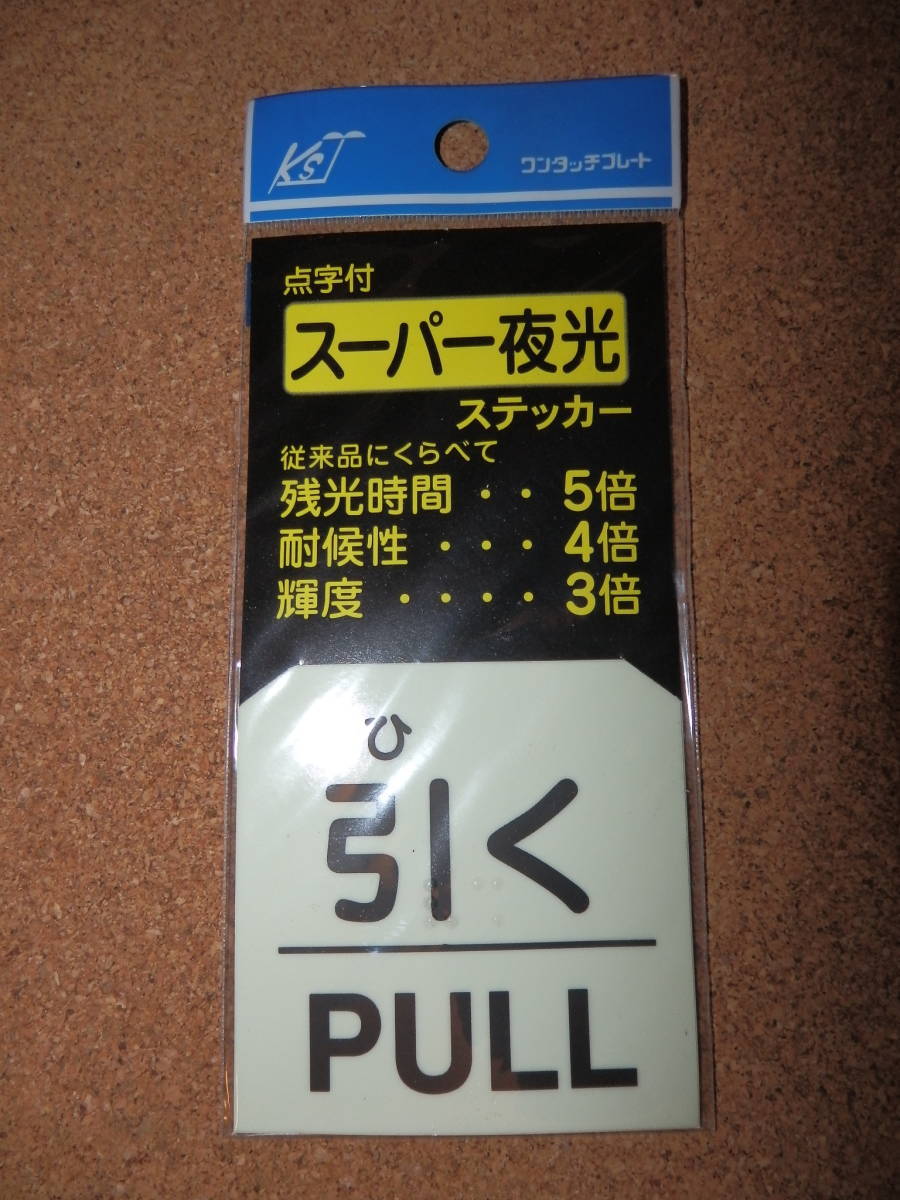 KST
ワンタッチプレート
点字付
スーパー夜光
ステッカー
従来品にくらべて
残光時間・・5倍
耐候性・・・4倍
輝度・・・・3倍
ひ
引く
PULL